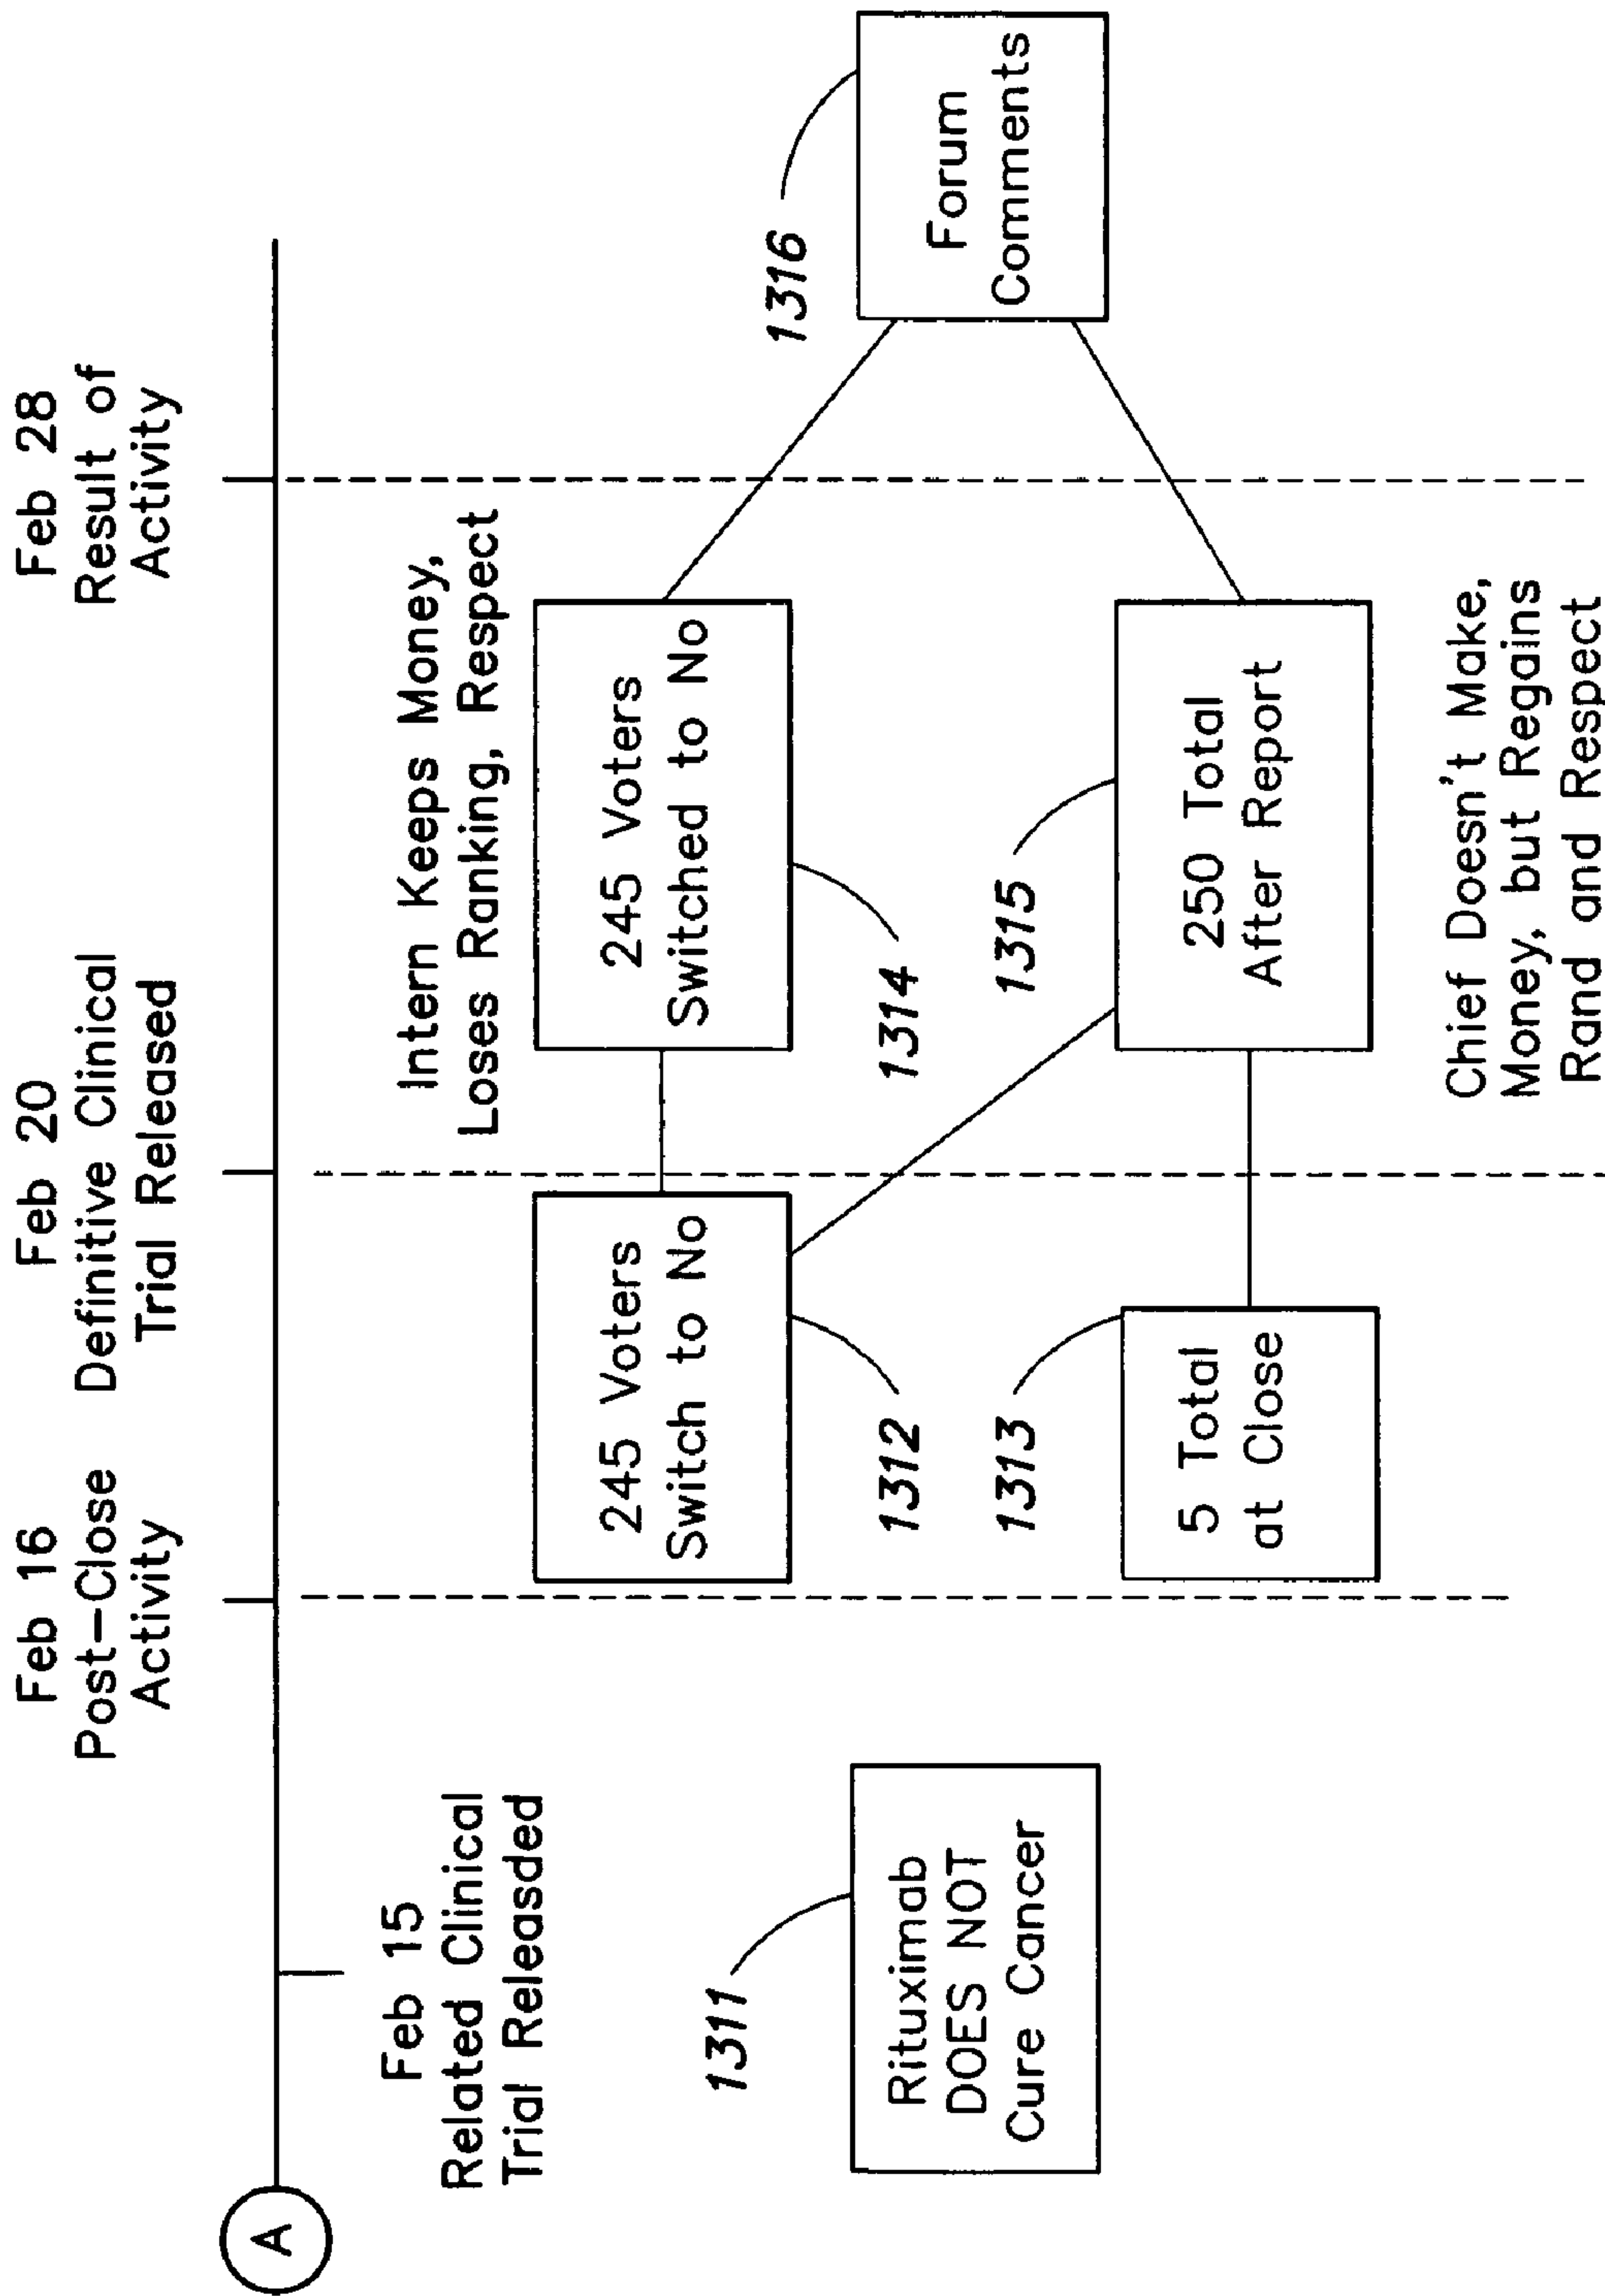 Feb 16
Post-Close
Activity
Feb 20
Definitive Clinical
Trial Released
Feb 28
Result of
Activity
A
Feb 15
Related Clinical
Trial Releasded
1311
Rituximab
DOES NOT
Cure Cancer
245 Voters
Switch to No
1312
1313
5 Total
at Close
Intern Keeps Money,
Loses Ranking, Respect
245 Voters
Switched to No
1314
1315
250 Total
After Report
Chief Doesn't Make,
Money, but Regains
Rand and Respect
1316
Forum
Comments